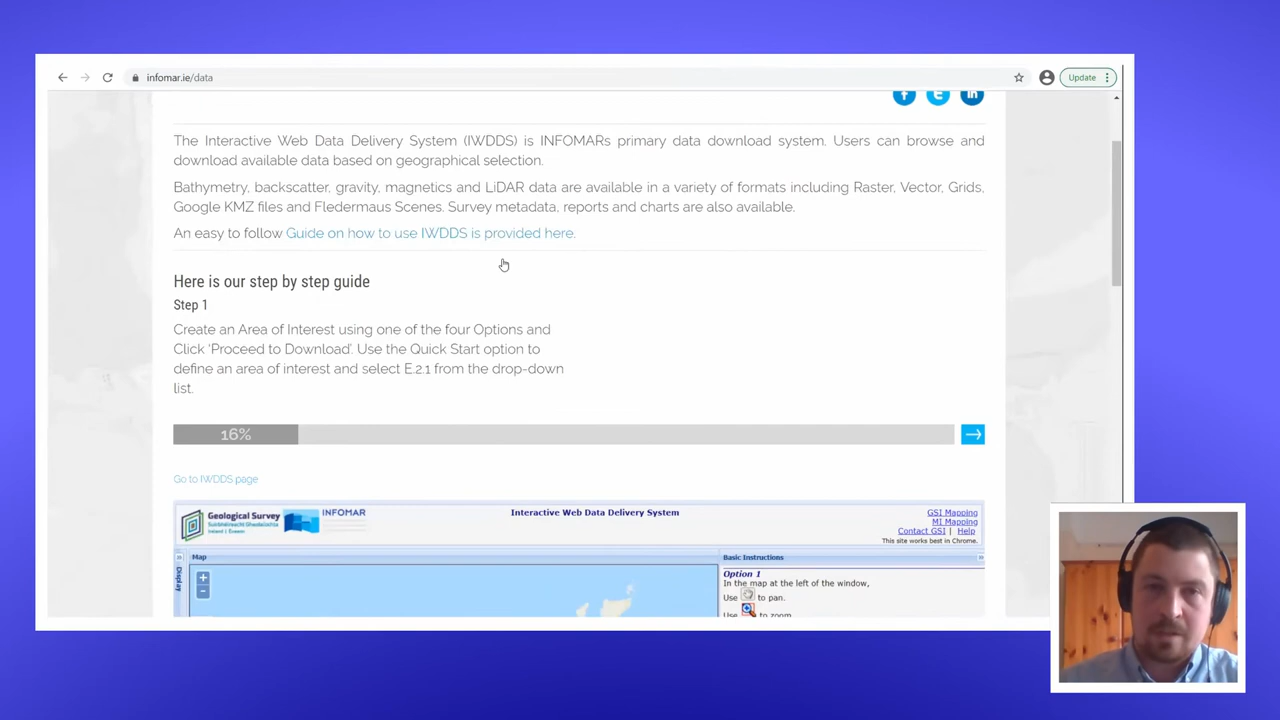 infomar.ie/data
Update
The Interactive Web Data Delivery System (IWDDS) is INFOMARs primary data download system. Users can browse and
download available data based on geographical selection.
Bathymetry, backscatter, gravity, magnetics and LiDAR data are available in a variety of formats including Raster, Vector, Grids,
Google KMZ files and Fledermaus Scenes. Survey metadata, reports and charts are also available.
An easy to follow Guide on how to use IWDDS is provided here.
Here is our step by step guide
Step 1
Create an Area of Interest using one of the four Options and
Click 'Proceed to Download'. Use the Quick Start option to
define an area of interest and select E.2.1 from the drop-down
list.
16%
Go to IWDDS page
Geological Survey
Suirbhéireacht Gheolaíochta
Ireland | Éireann
INFOMAR
Interactive Web Data Delivery System
GSI Mapping
MI Mapping
Contact GSI | Help
This site works best in Chrome.
Map
Display
Basic Instructions
Option 1
In the map at the left of the window,
Use to pan.
Use to zoom.